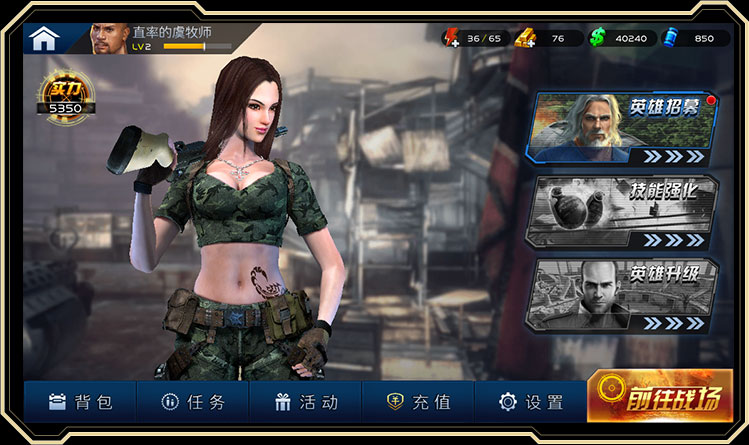 直率的虞牧师
LV2
36/65
76
40240
850
实力
5350
英雄招募
技能强化
英雄升级
背包
任务
活动
充值
设置
前往战场